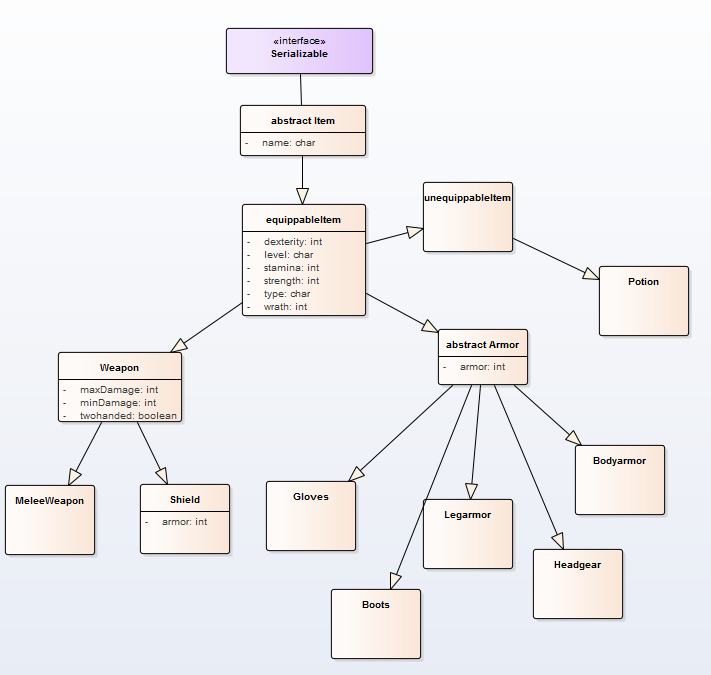 «interface»
Serializable
abstract Item
- name: char
equippableItem
- dexterity: int
- level: char
- stamina: int
- strength: int
- type: char
- wrath: int
unequippableItem
Potion
Weapon
- maxDamage: int
- minDamage: int
- twohanded: boolean
abstract Armor
- armor: int
MeleeWeapon
Shield
- armor: int
Gloves
Legarmor
Bodyarmor
Headgear
Boots